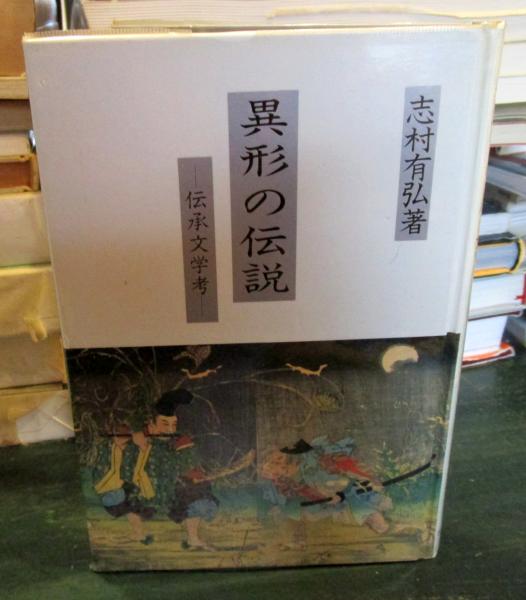 志村有弘著
異形の伝説
―伝承文学考―